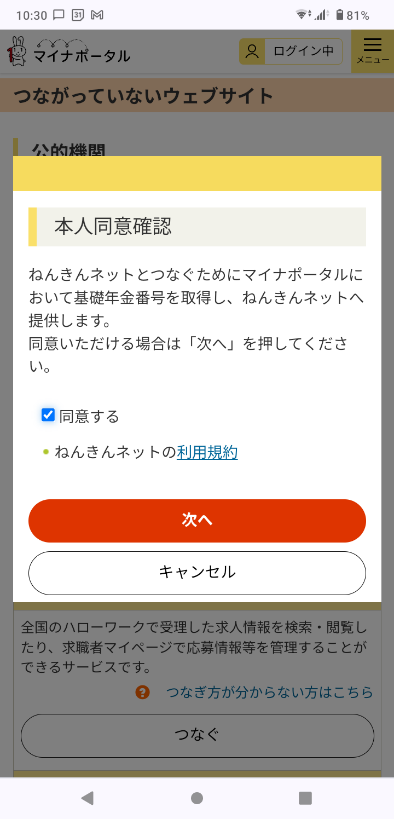 10:30 31 81%
マイナポータル ログイン中 メニュー
つながっていないウェブサイト
公的機関
本人同意確認
ねんきんネットとつなぐためにマイナポータルに
おいて基礎年金番号を取得し、ねんきんネットへ
提供します。
同意いただける場合は「次へ」を押してくださ
い。
同意する
ねんきんネットの利用規約
次へ
キャンセル
全国のハローワークで受理した求人情報を検索・閲覧し
たり、求職者マイページで応募情報等を管理することが
できるサービスです。
? つなぎ方が分からない方はこちら
つなぐ